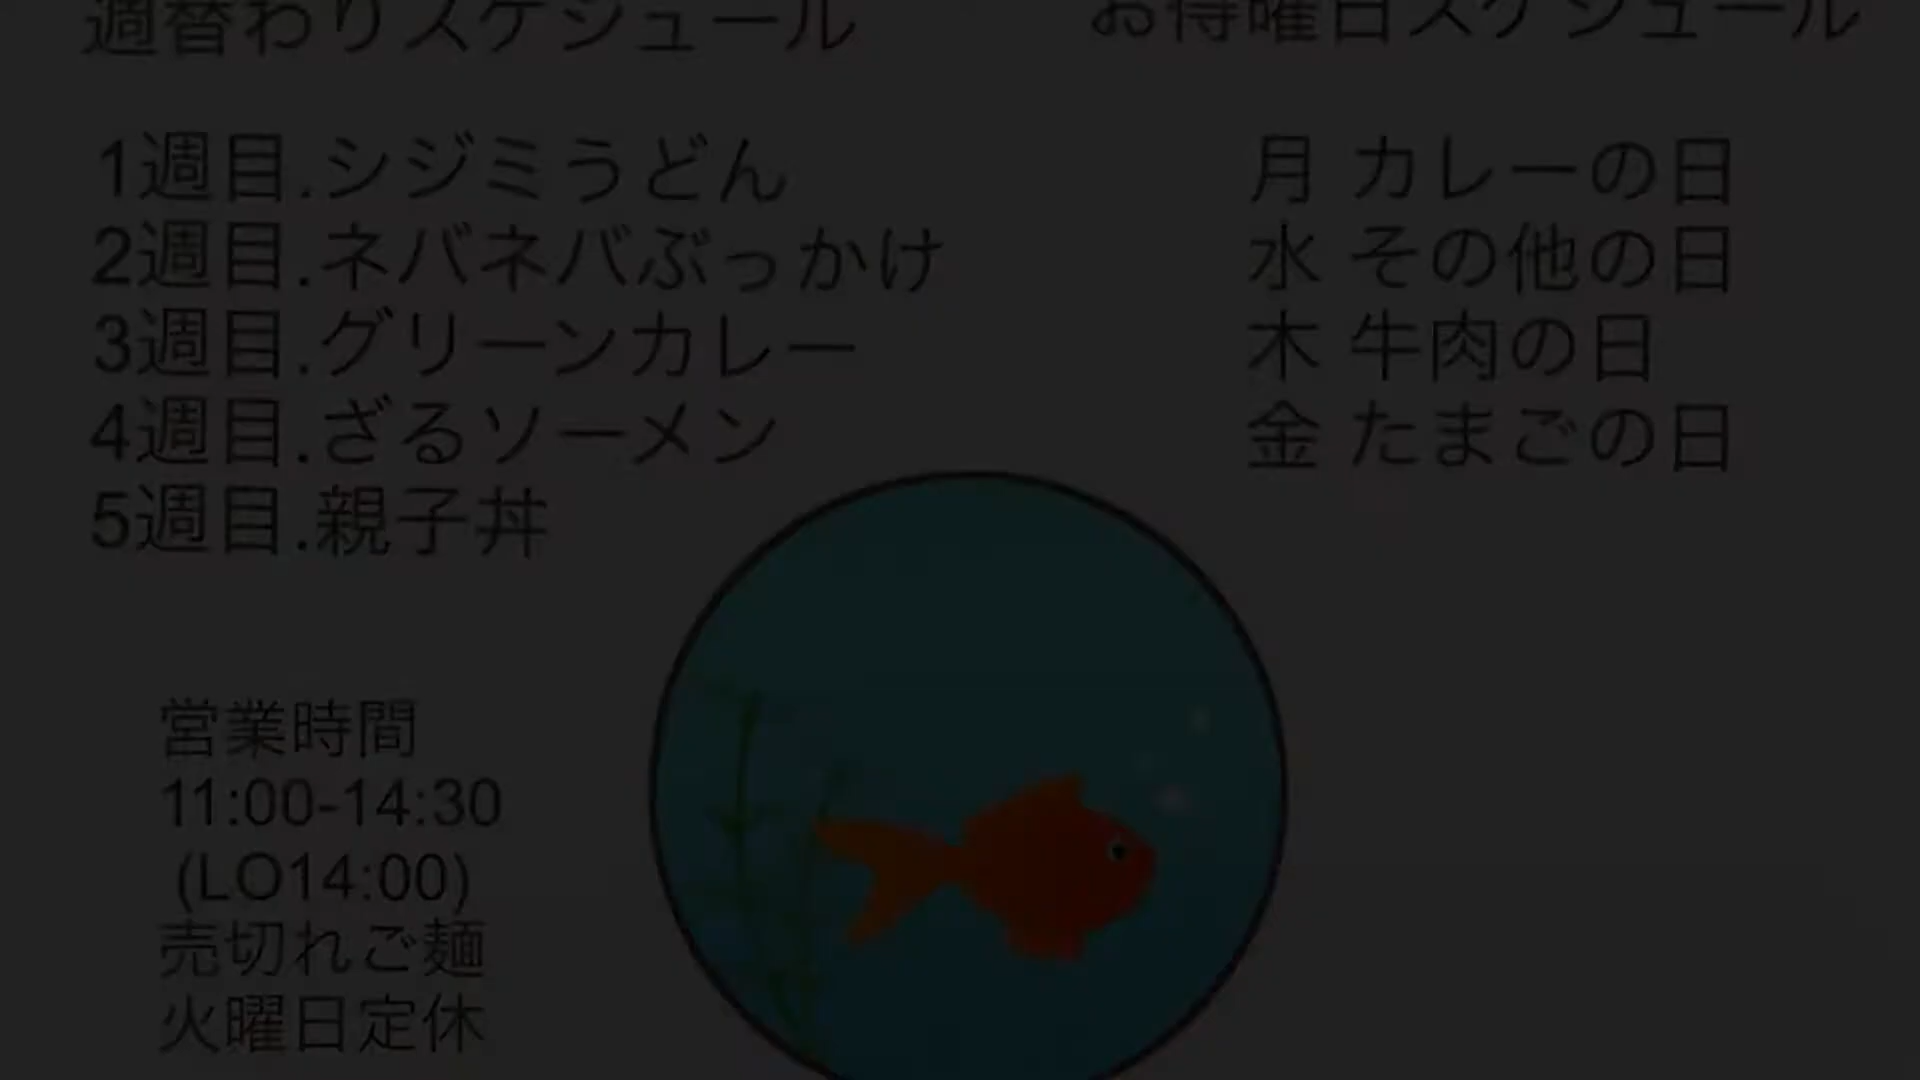 週替わりスケジュール
1週目.シジミうどん
2週目.ネバネバぶっかけ
3週目.グリーンカレー
4週目.ざるソーメン
5週目.親子丼
お得曜日スケジュール
月 カレーの日
水 その他の日
木 牛肉の日
金 たまごの日
営業時間
11:00-14:30
(LO14:00)
売切れご麺
火曜日定休